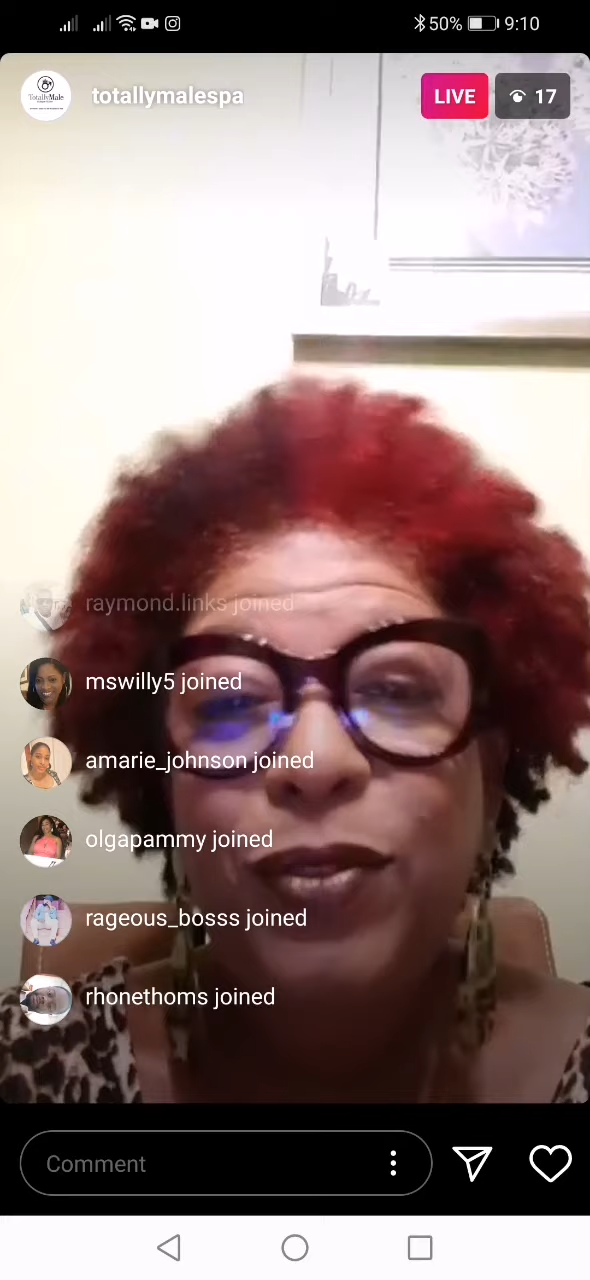 50% 9:10
TotallyMale
totallymalespa
LIVE 17
raymond.links joined
mswilly5 joined
amarie_johnson joined
olgapammy joined
rageous_bosss joined
rhonethoms joined
Comment